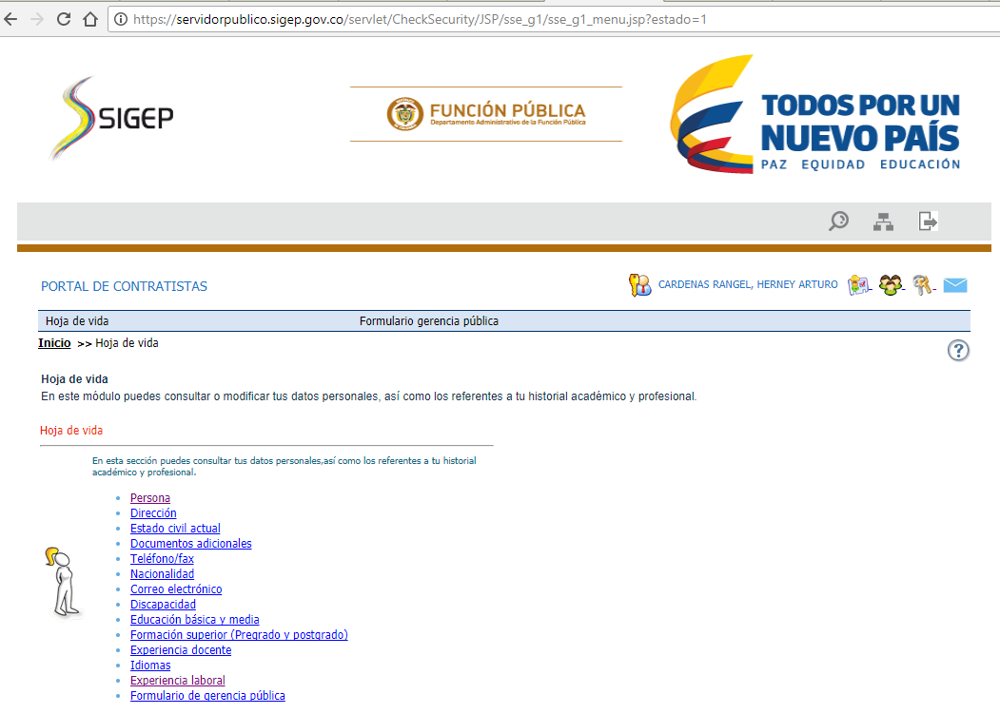 https://servidorpublico.sigep.gov.co/servlet/CheckSecurity/JSP/sse_g1/sse_g1_menu.jsp?estado=1
SIGEP
FUNCIÓN PÚBLICA
Departamento Administrativo de la Función Pública
TODOS POR UN
NUEVO PAÍS
PAZ EQUIDAD EDUCACIÓN
PORTAL DE CONTRATISTAS
CARDENAS RANGEL, HERNEY ARTURO
Hoja de vida Formulario gerencia pública
Inicio >> Hoja de vida
?
Hoja de vida
En este módulo puedes consultar o modificar tus datos personales, así como los referentes a tu historial académico y profesional.
Hoja de vida
En esta sección puedes consultar tus datos personales,así como los referentes a tu historial
académico y profesional.
Persona
Dirección
Estado civil actual
Documentos adicionales
Teléfono/fax
Nacionalidad
Correo electrónico
Discapacidad
Educación básica y media
Formación superior (Pregrado y postgrado)
Experiencia docente
Idiomas
Experiencia laboral
Formulario de gerencia pública